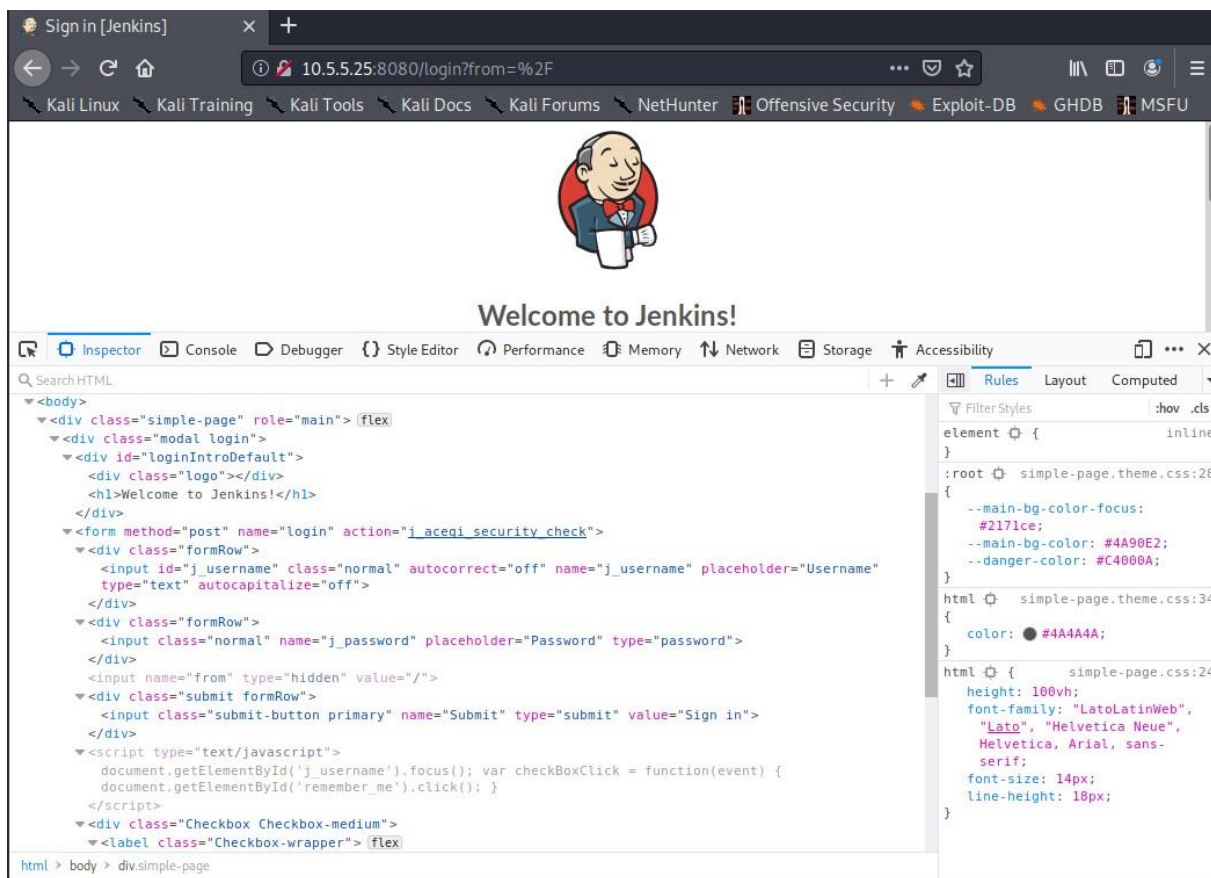 Sign in [Jenkins]
10.5.5.25:8080/login?from=%2F
Kali Linux Kali Training Kali Tools Kali Docs Kali Forums NetHunter Offensive Security Exploit-DB GHDB MSFU
Welcome to Jenkins!
Inspector Console Debugger {} Style Editor Performance Memory Network Storage Accessibility
Search HTML
<body>
<div class="simple-page" role="main"> flex
<div class="modal login">
<div id="loginIntroDefault">
<div class="logo"></div>
<h1>Welcome to Jenkins!</h1>
</div>
<form method="post" name="login" action="j_acegi_security_check">
<div class="formRow">
<input id="j_username" class="normal" autocorrect="off" name="j_username" placeholder="Username"
type="text" autocapitalize="off">
</div>
<div class="formRow">
<input class="normal" name="j_password" placeholder="Password" type="password">
</div>
<input name="from" type="hidden" value="/">
<div class="submit formRow">
<input class="submit-button primary" name="Submit" type="submit" value="Sign in">
</div>
<script type="text/javascript">
document.getElementById('j_username').focus(); var checkBoxClick = function(event) {
document.getElementById('remember_me').click(); }
</script>
<div class="Checkbox Checkbox-medium">
<label class="Checkbox-wrapper"> flex
html > body > div.simple-page
Rules Layout Computed
Filter Styles :hov .cls
element { inline
}
:root simple-page.theme.css:28
{
--main-bg-color-focus:
#2171ce;
--main-bg-color: #4A90E2;
--danger-color: #C4000A;
}
html simple-page.theme.css:34
{
color: #4A4A4A;
}
html { simple-page.css:24
height: 100vh;
font-family: "LatoLatinWeb",
"Lato", "Helvetica Neue",
Helvetica, Arial, sans-
serif;
font-size: 14px;
line-height: 18px;
}